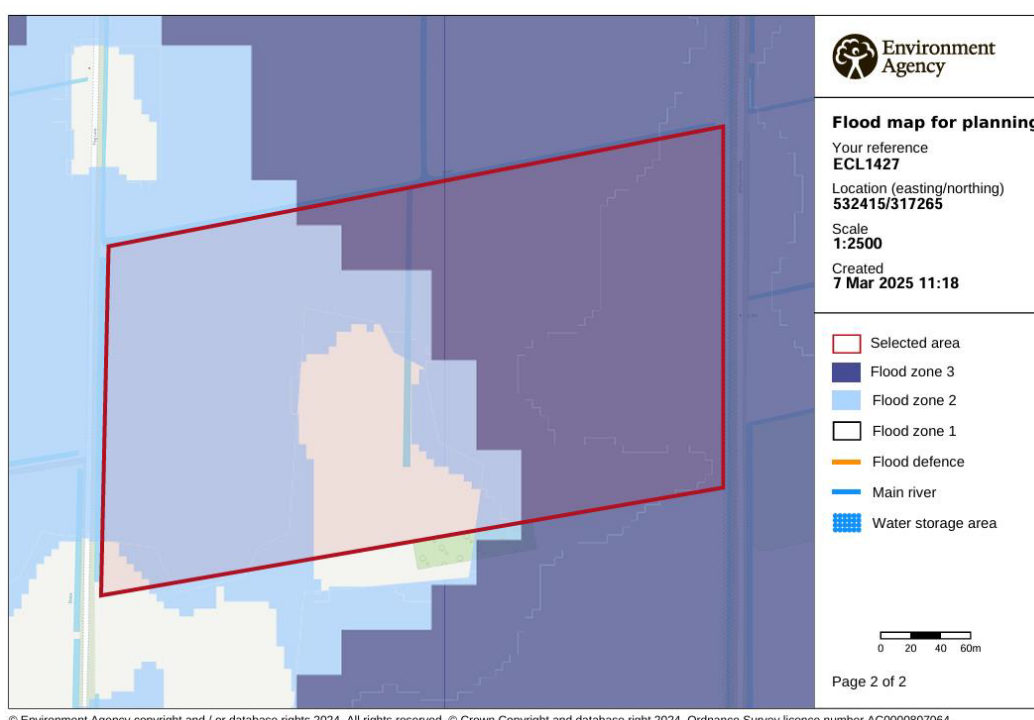 Environment
Agency
Flood map for planning
Your reference
ECL1427
Location (easting/northing)
532415/317265
Scale
1:2500
Created
7 Mar 2025 11:18
Selected area
Flood zone 3
Flood zone 2
Flood zone 1
Flood defence
Main river
Water storage area
0 20 40 60m
Page 2 of 2
© Environment Agency copyright and / or database rights 2024. All rights reserved. © Crown Copyright and database right 2024. Ordnance Survey licence number AC0000807064.